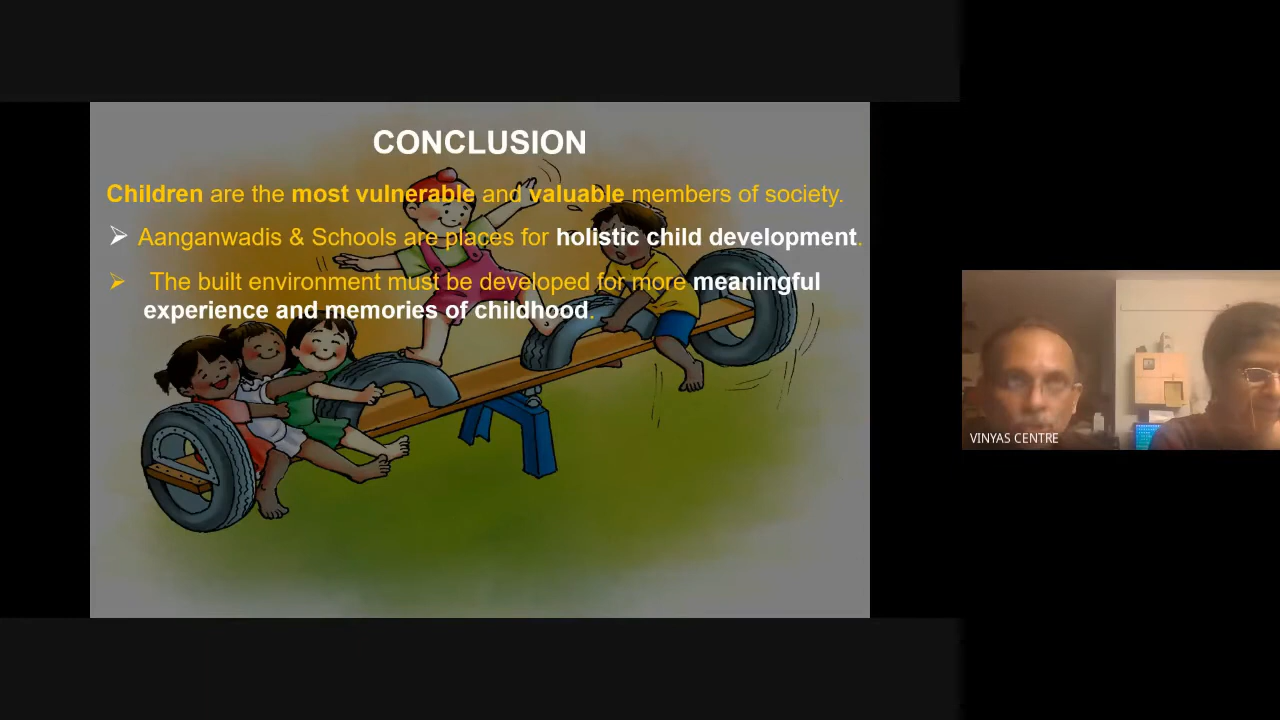 CONCLUSION
Children are the most vulnerable and valuable members of society.
➢ Aanganwadis & Schools are places for holistic child development.
➢ The built environment must be developed for more meaningful
experience and memories of childhood.
VINYAS CENTRE